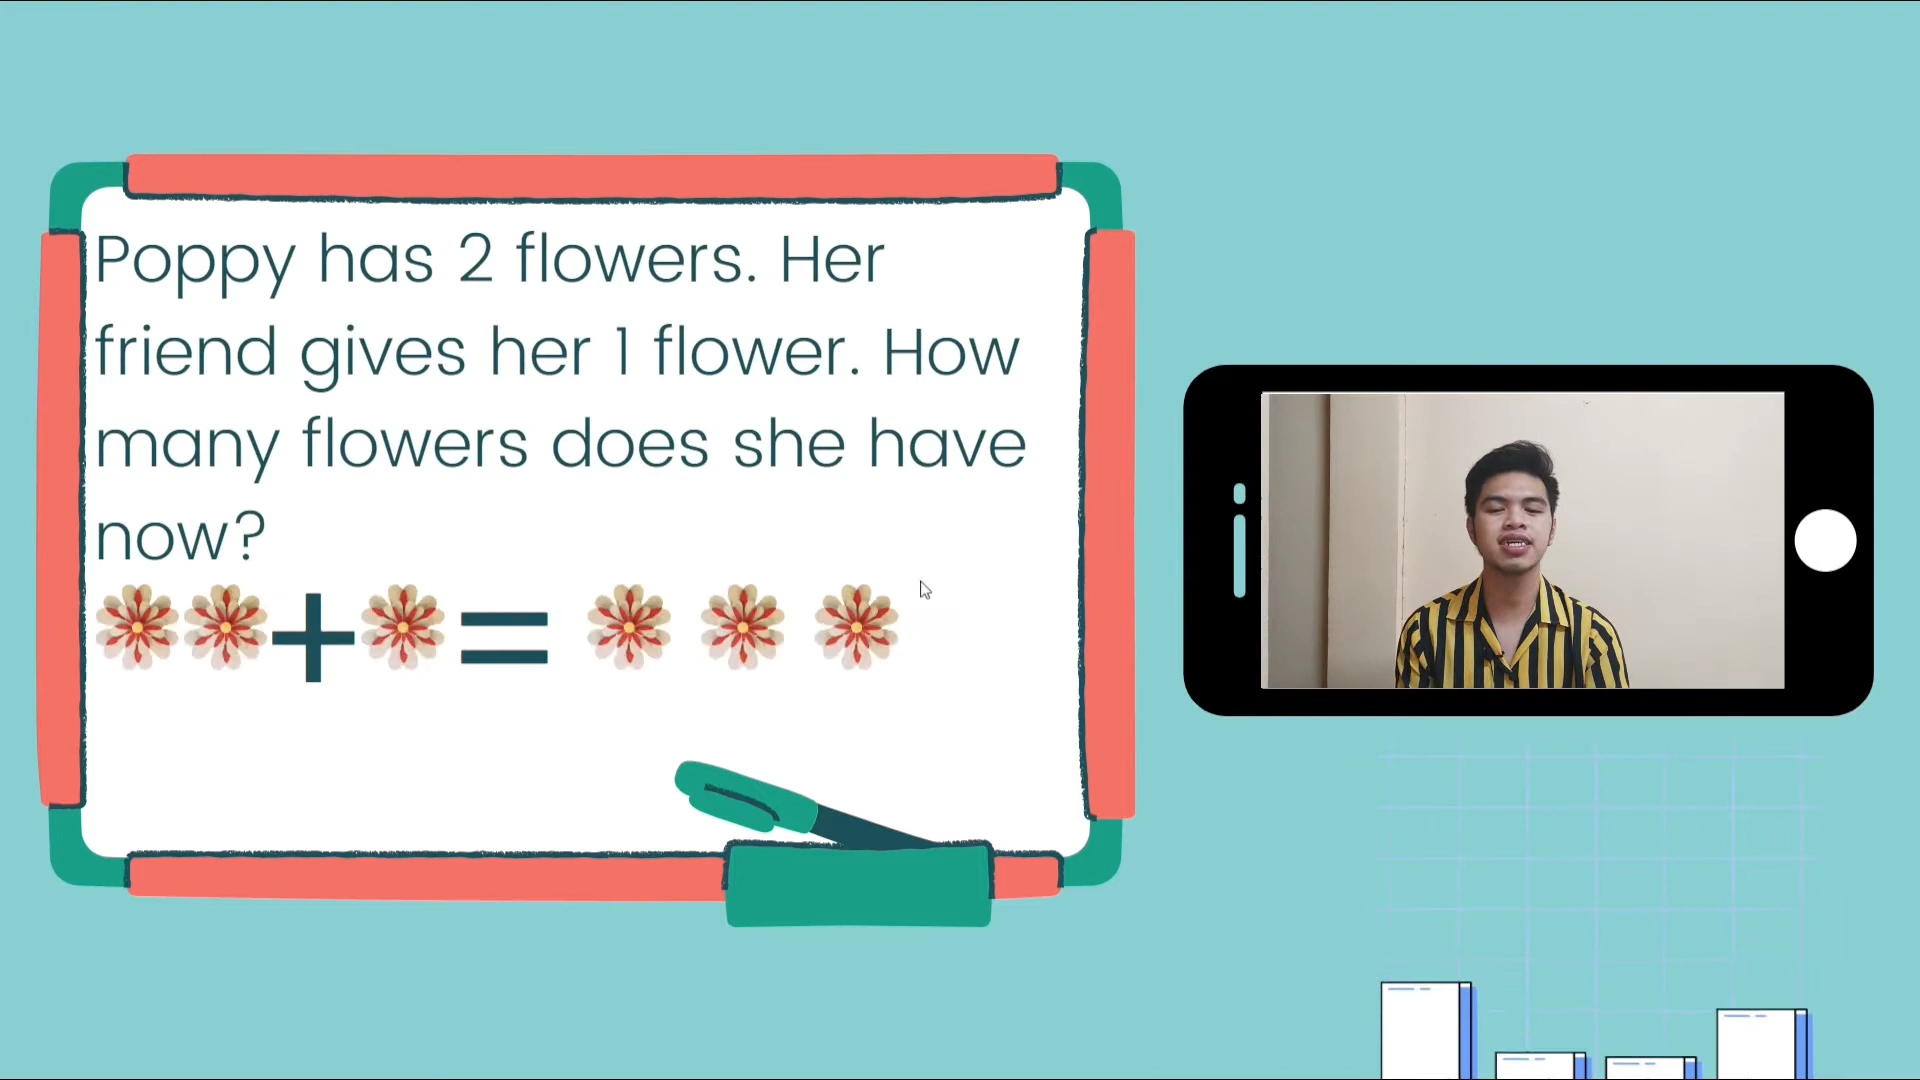 Poppy has 2 flowers. Her
friend gives her 1 flower. How
many flowers does she have
now?
+ =